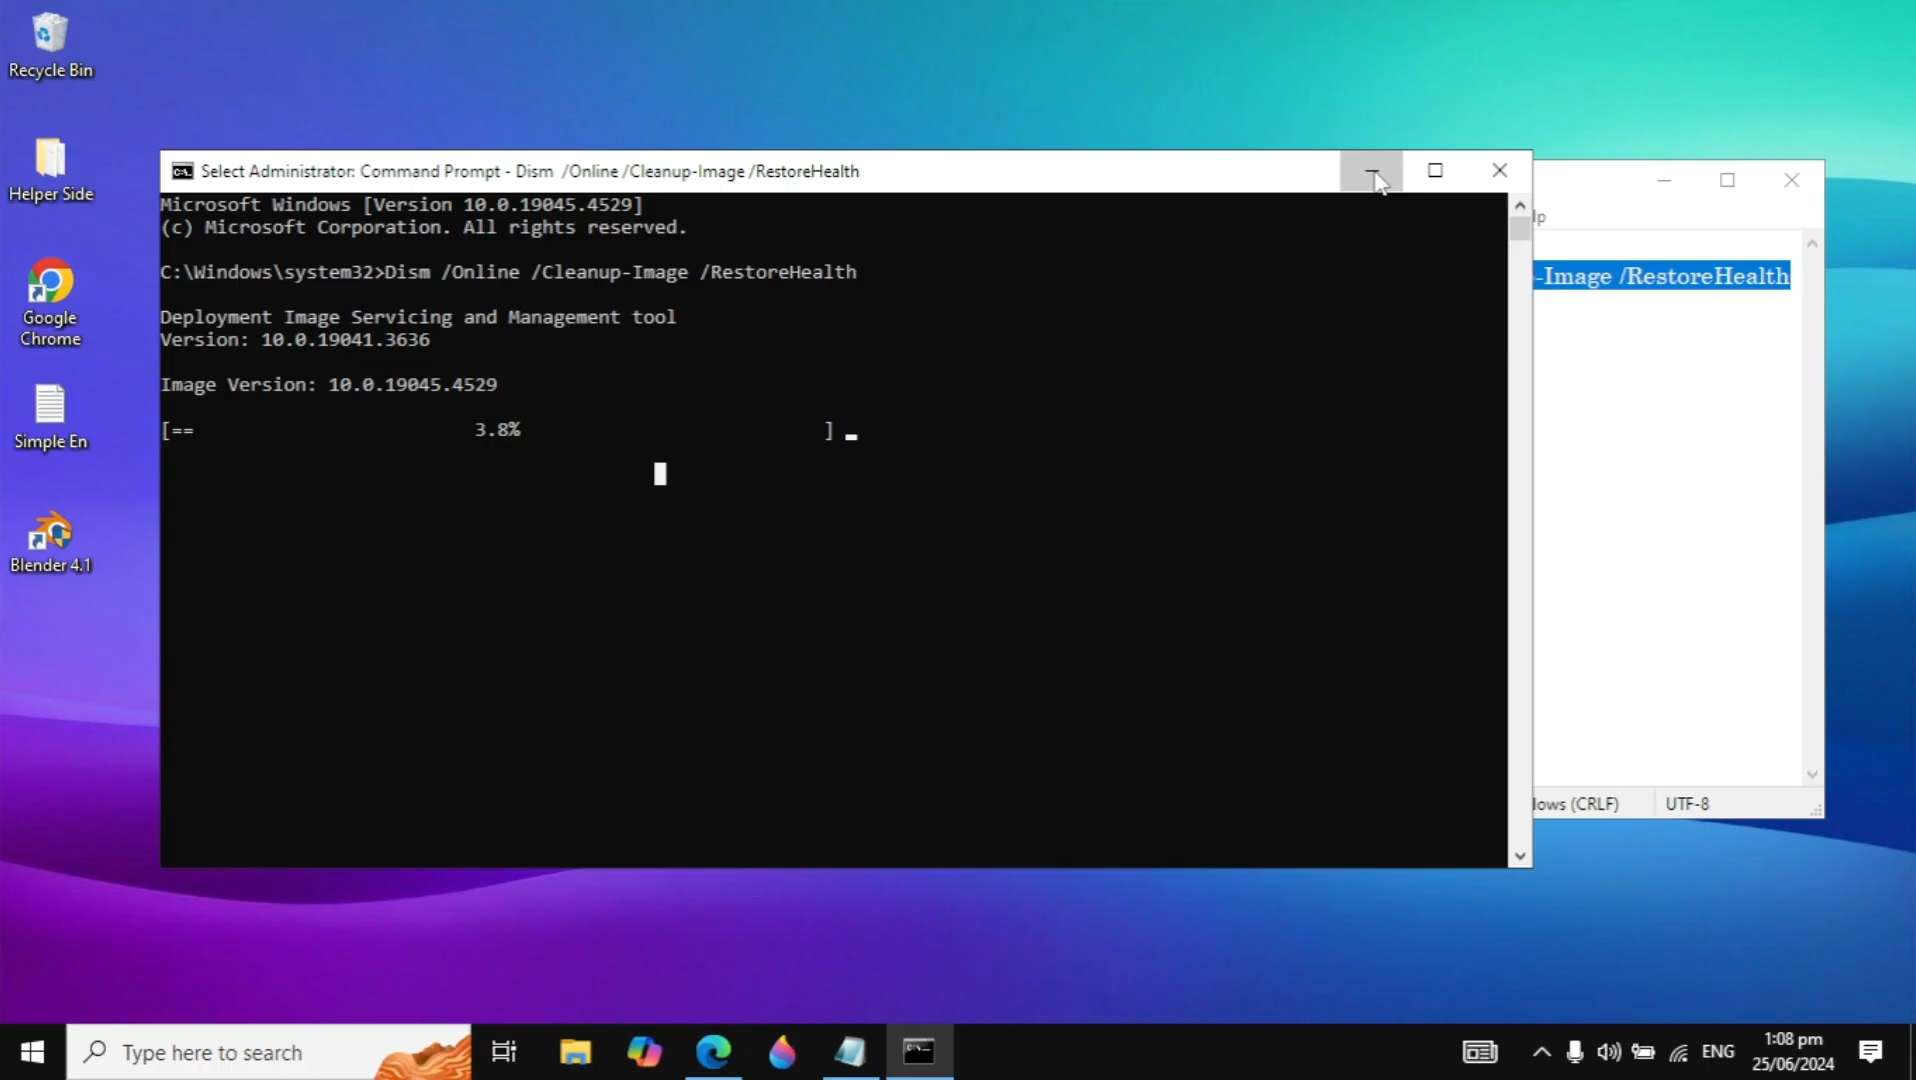 Recycle Bin
Helper Side
Google
Chrome
Simple En
Blender 4.1
Select Administrator: Command Prompt - Dism  /Online /Cleanup-Image /RestoreHealth
Microsoft Windows [Version 10.0.19045.4529]
(c) Microsoft Corporation. All rights reserved.
C:\Windows\system32>Dism /Online /Cleanup-Image /RestoreHealth
Deployment Image Servicing and Management tool
Version: 10.0.19041.3636
Image Version: 10.0.19045.4529
[==                          3.8%                           ]
lp
-Image /RestoreHealth
lows (CRLF)
UTF-8
Type here to search
ENG
1:08 pm
25/06/2024